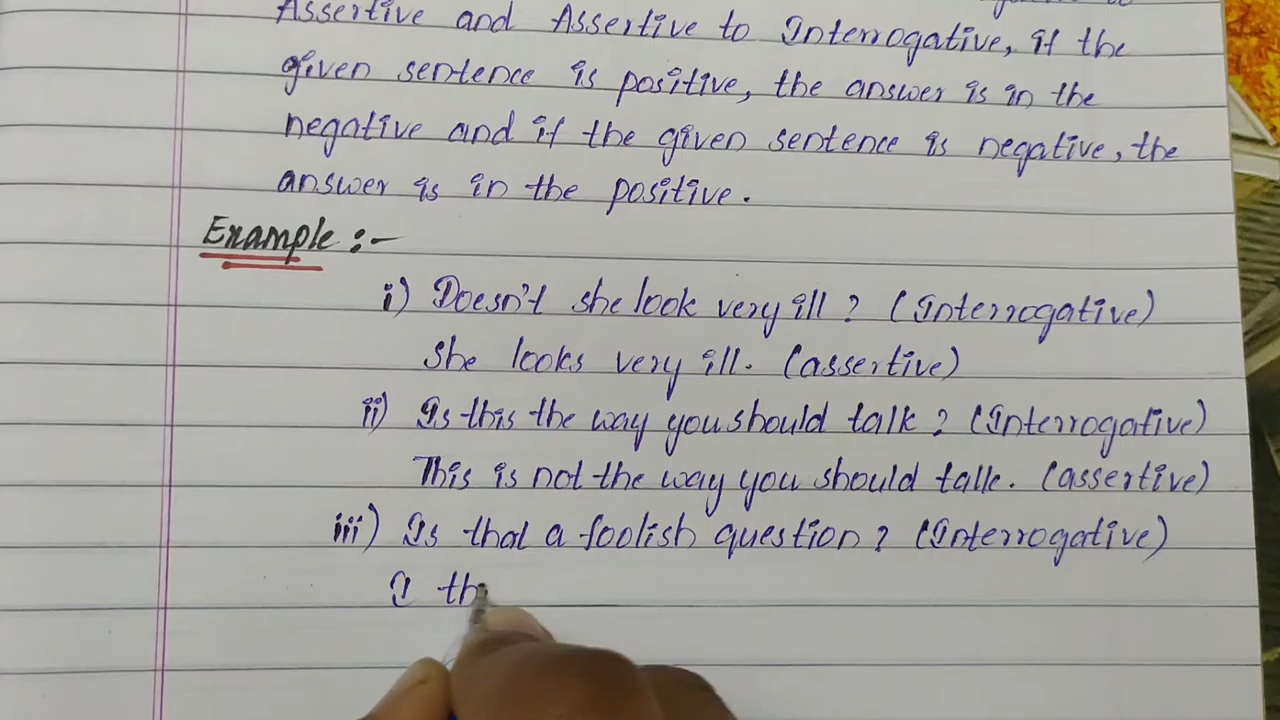 Assertive and Assertive to Interrogative, if the
given sentence is positive, the answer is in the
negative and if the given sentence is negative, the
answer is in the positive.
Example :-
i) Doesn't she look very ill? (Interrogative)
She looks very ill. (assertive)
ii) Is this the way you should talk? (Interrogative)
This is not the way you should talk. (assertive)
iii) Is that a foolish question? (Interrogative)
I th